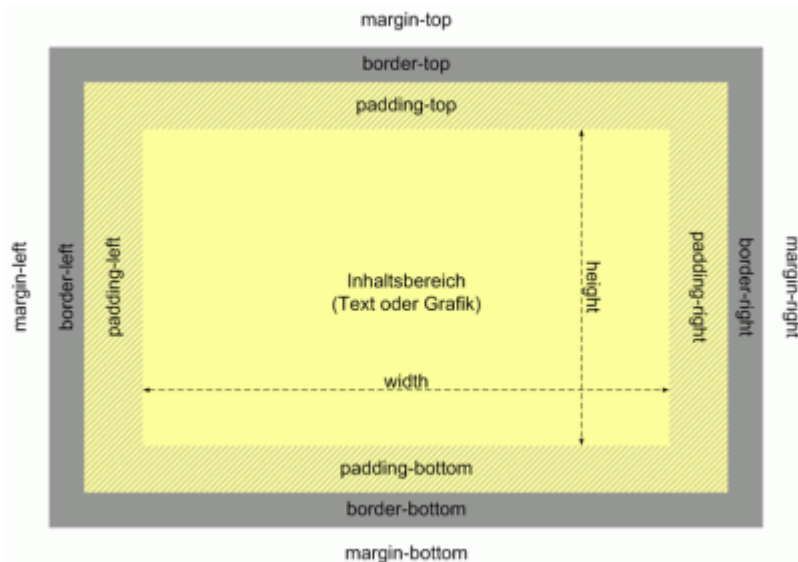 margin-top
border-top
padding-top
margin-left
border-left
padding-left
Inhaltsbereich
(Text oder Grafik)
height
padding-right
border-right
margin-right
width
padding-bottom
border-bottom
margin-bottom